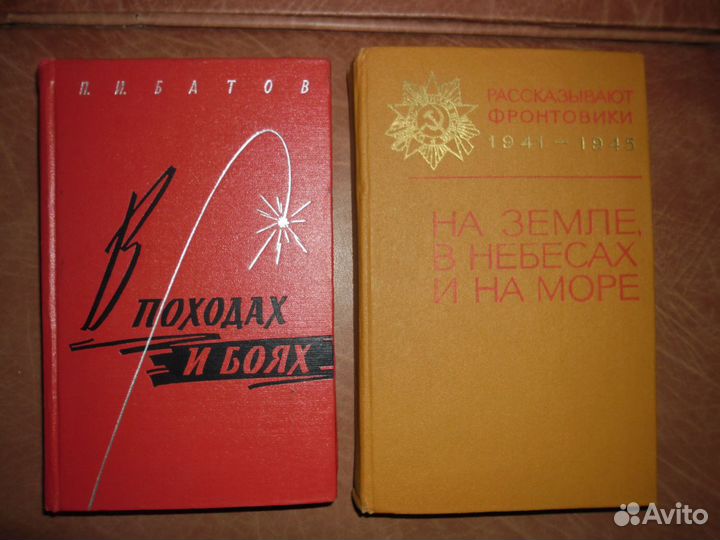 П. И. БАТОВ
В
ПОХОДАХ
И БОЯХ
РАССКАЗЫВАЮТ
ФРОНТОВИКИ
1941-1945
НА ЗЕМЛЕ,
В НЕБЕСАХ
И НА МОРЕ
Avito